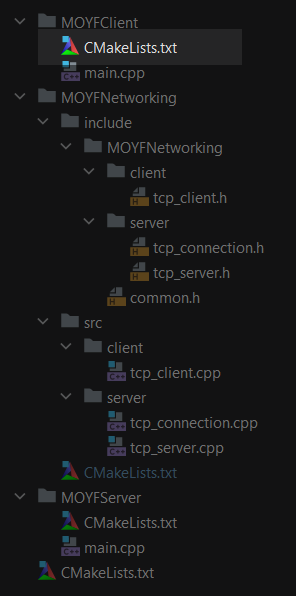 MOYFClient
CMakeLists.txt
main.cpp
MOYFNetworking
include
MOYFNetworking
client
tcp_client.h
server
tcp_connection.h
tcp_server.h
common.h
src
client
tcp_client.cpp
server
tcp_connection.cpp
tcp_server.cpp
CMakeLists.txt
MOYFServer
CMakeLists.txt
main.cpp
CMakeLists.txt